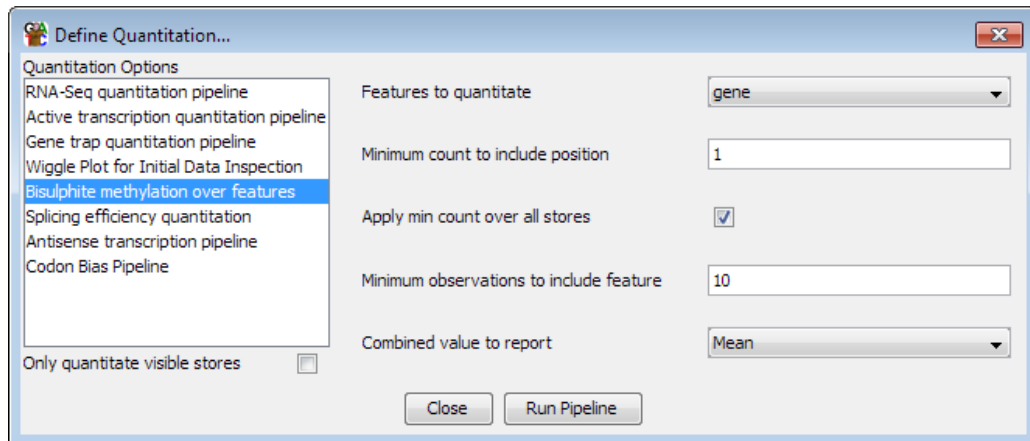 Define Quantitation...
Quantitation Options
RNA-Seq quantitation pipeline
Active transcription quantitation pipeline
Gene trap quantitation pipeline
Wiggle Plot for Initial Data Inspection
Bisulphite methylation over features
Splicing efficiency quantitation
Antisense transcription pipeline
Codon Bias Pipeline
Only quantitate visible stores
Features to quantitate gene
Minimum count to include position 1
Apply min count over all stores
Minimum observations to include feature 10
Combined value to report Mean
Close Run Pipeline